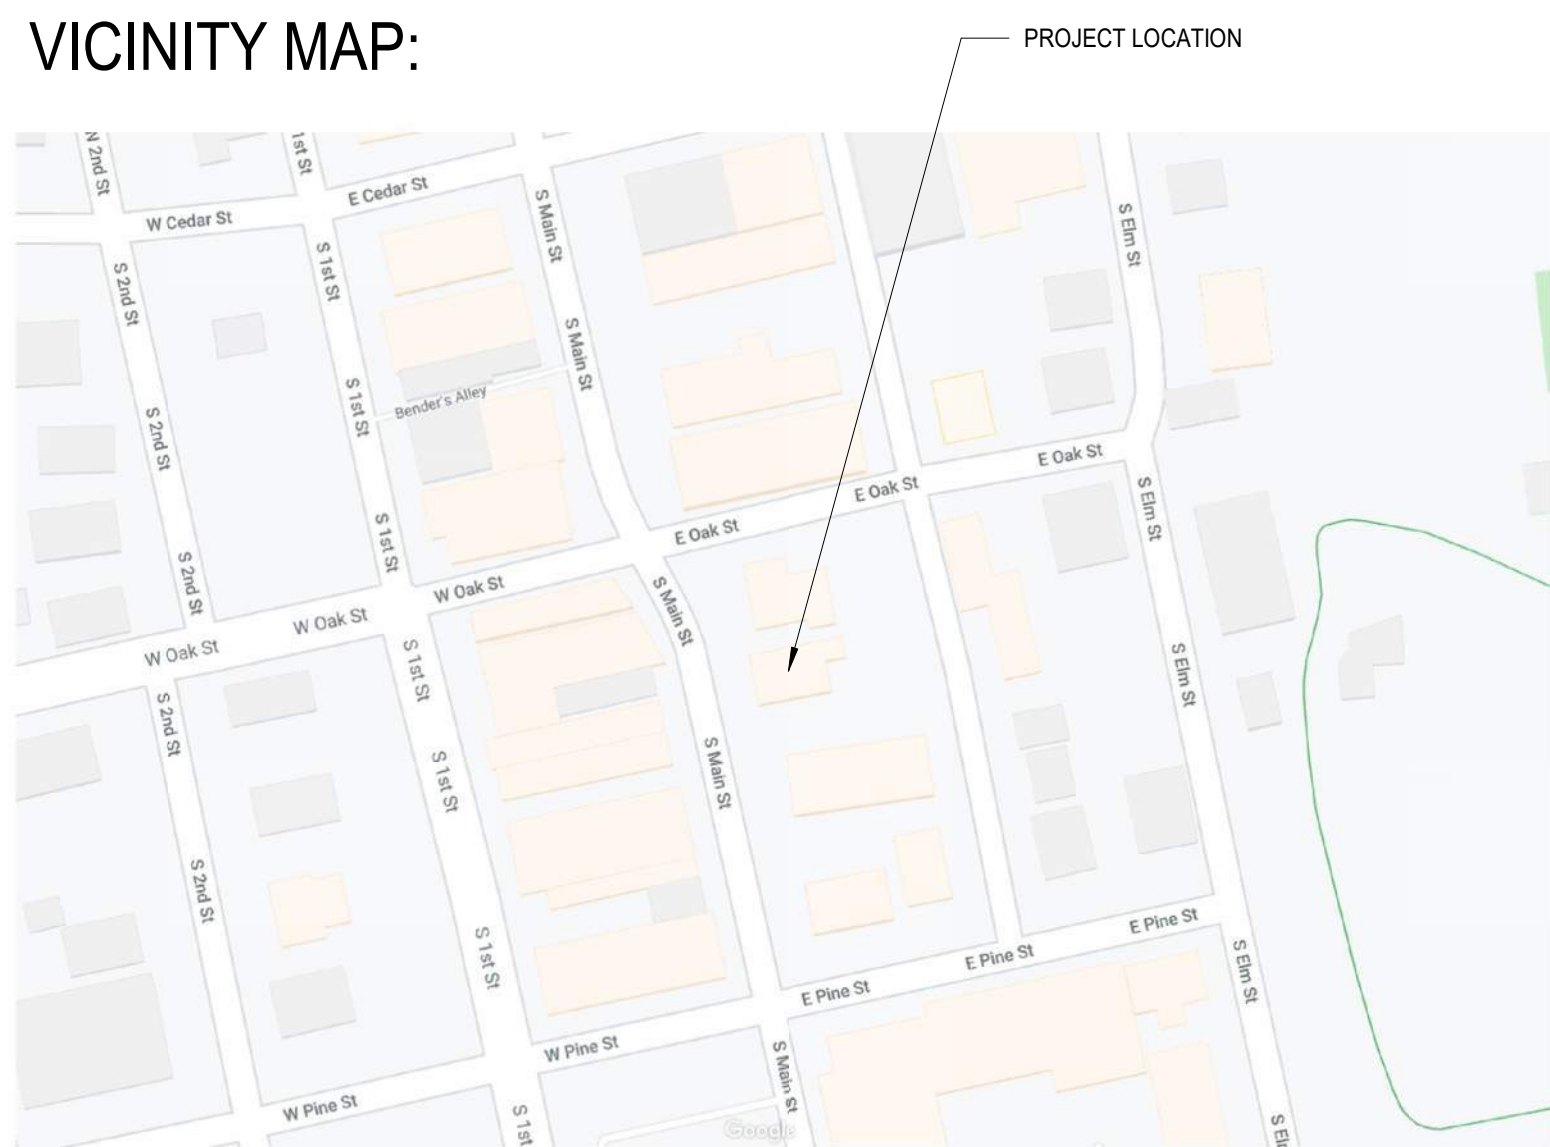 VICINITY MAP:
PROJECT LOCATION
N 2nd St
1st St
E Cedar St
W Cedar St
S Main St
S Elm St
S 2nd St
S 1st St
S Main St
S 1st St
Bender's Alley
S 2nd St
E Oak St
E Oak St
S Elm St
S 1st St
E Oak St
S 2nd St
W Oak St
S Main St
W Oak St
W Oak St
S 1st St
S Elm St
S 2nd St
S 1st St
S Main St
S 2nd St
E Pine St
S 1st St
E Pine St
S Elm St
E Pine St
W Pine St
S Main St
W Pine St
S 1st
Google
S El